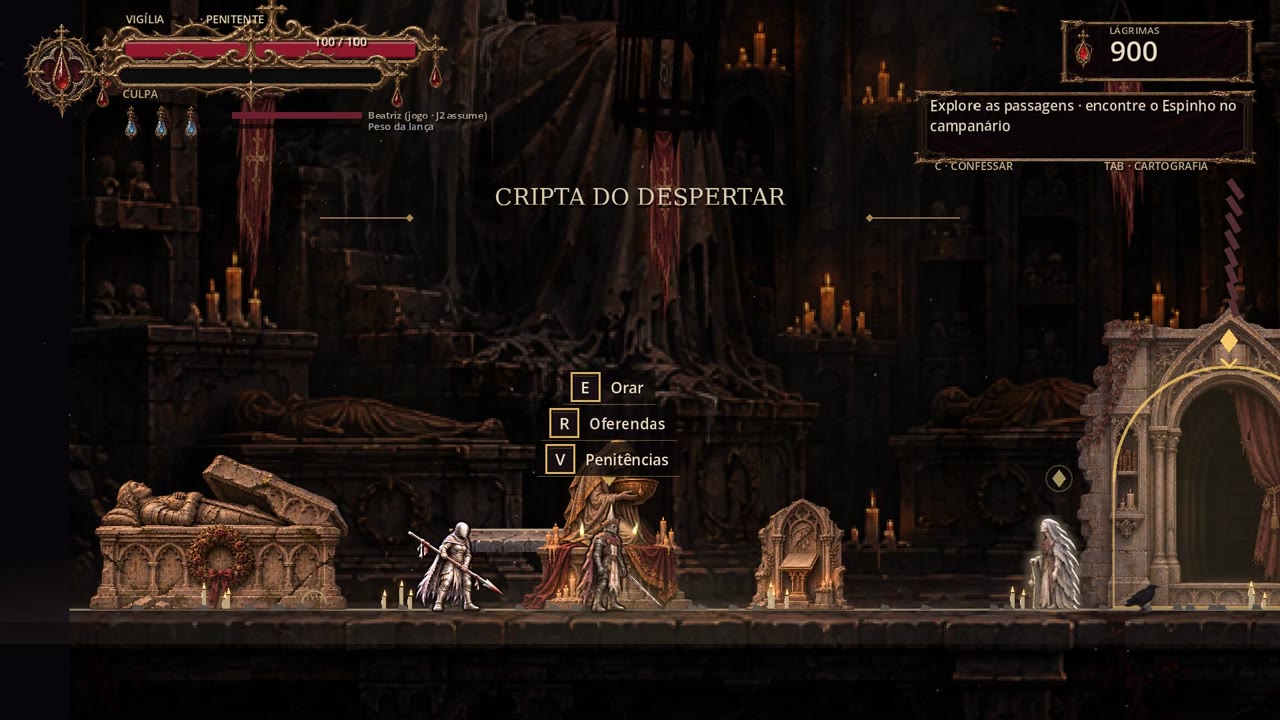 VIGÍLIA · PENITENTE
100 / 100
CULPA
Beatriz (jogo · J2 assume)
Peso da lança
LÁGRIMAS
900
Explore as passagens · encontre o Espinho no
campanário
C · CONFESSAR TAB · CARTOGRAFIA
CRIPTA DO DESPERTAR
E Orar
R Oferendas
V Penitências